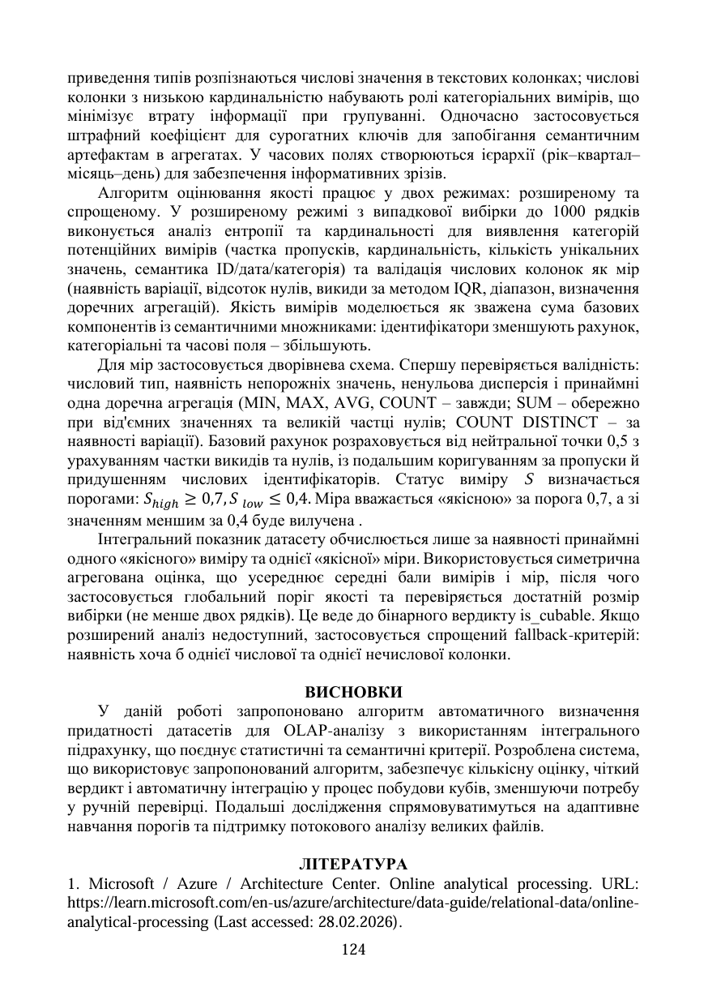 приведення типів розпізнаються числові значення в текстових колонках; числові
колонки з низькою кардинальністю набувають ролі категоріальних вимірів, що
мінімізує втрату інформації при групуванні. Одночасно застосовується
штрафний коефіцієнт для сурогатних ключів для запобігання семантичним
артефактам в агрегатах. У часових полях створюються ієрархії (рік–квартал–
місяць–день) для забезпечення інформативних зрізів.
Алгоритм оцінювання якості працює у двох режимах: розширеному та
спрощеному. У розширеному режимі з випадкової вибірки до 1000 рядків
виконується аналіз ентропії та кардинальності для виявлення категорій
потенційних вимірів (частка пропусків, кардинальність, кількість унікальних
значень, семантика ID/дата/категорія) та валідація числових колонок як мір
(наявність варіації, відсоток нулів, викиди за методом IQR, діапазон, визначення
доречних агрегацій). Якість вимірів моделюється як зважена сума базових
компонентів із семантичними множниками: ідентифікатори зменшують рахунок,
категоріальні та часові поля – збільшують.
Для мір застосовується дворівнева схема. Спершу перевіряється валідність:
числовий тип, наявність непорожніх значень, ненульова дисперсія і принаймні
одна доречна агрегація (MIN, MAX, AVG, COUNT – завжди; SUM – обережно
при від'ємних значеннях та великій частці нулів; COUNT DISTINCT – за
наявності варіації). Базовий рахунок розраховується від нейтральної точки 0,5 з
урахуванням частки викидів та нулів, із подальшим коригуванням за пропуски й
придушенням числових ідентифікаторів. Статус виміру S визначається
порогами: S_high ≥ 0,7, S_low ≤ 0,4. Міра вважається «якісною» за порога 0,7, а зі
значенням меншим за 0,4 буде вилучена .
Інтегральний показник датасету обчислюється лише за наявності принаймні
одного «якісного» виміру та однієї «якісної» міри. Використовується симетрична
агрегована оцінка, що усереднює середні бали вимірів і мір, після чого
застосовується глобальний поріг якості та перевіряється достатній розмір
вибірки (не менше двох рядків). Це веде до бінарного вердикту is_cubable. Якщо
розширений аналіз недоступний, застосовується спрощений fallback-критерій:
наявність хоча б однієї числової та однієї нечислової колонки.
ВИСНОВКИ
У даній роботі запропоновано алгоритм автоматичного визначення
придатності датасетів для OLAP-аналізу з використанням інтегрального
підрахунку, що поєднує статистичні та семантичні критерії. Розроблена система,
що використовує запропонований алгоритм, забезпечує кількісну оцінку, чіткий
вердикт і автоматичну інтеграцію у процес побудови кубів, зменшуючи потребу
у ручній перевірці. Подальші дослідження спрямовуватимуться на адаптивне
навчання порогів та підтримку потокового аналізу великих файлів.
ЛІТЕРАТУРА
1. Microsoft / Azure / Architecture Center. Online analytical processing. URL:
https://learn.microsoft.com/en-us/azure/architecture/data-guide/relational-data/online-
analytical-processing (Last accessed: 28.02.2026).
124